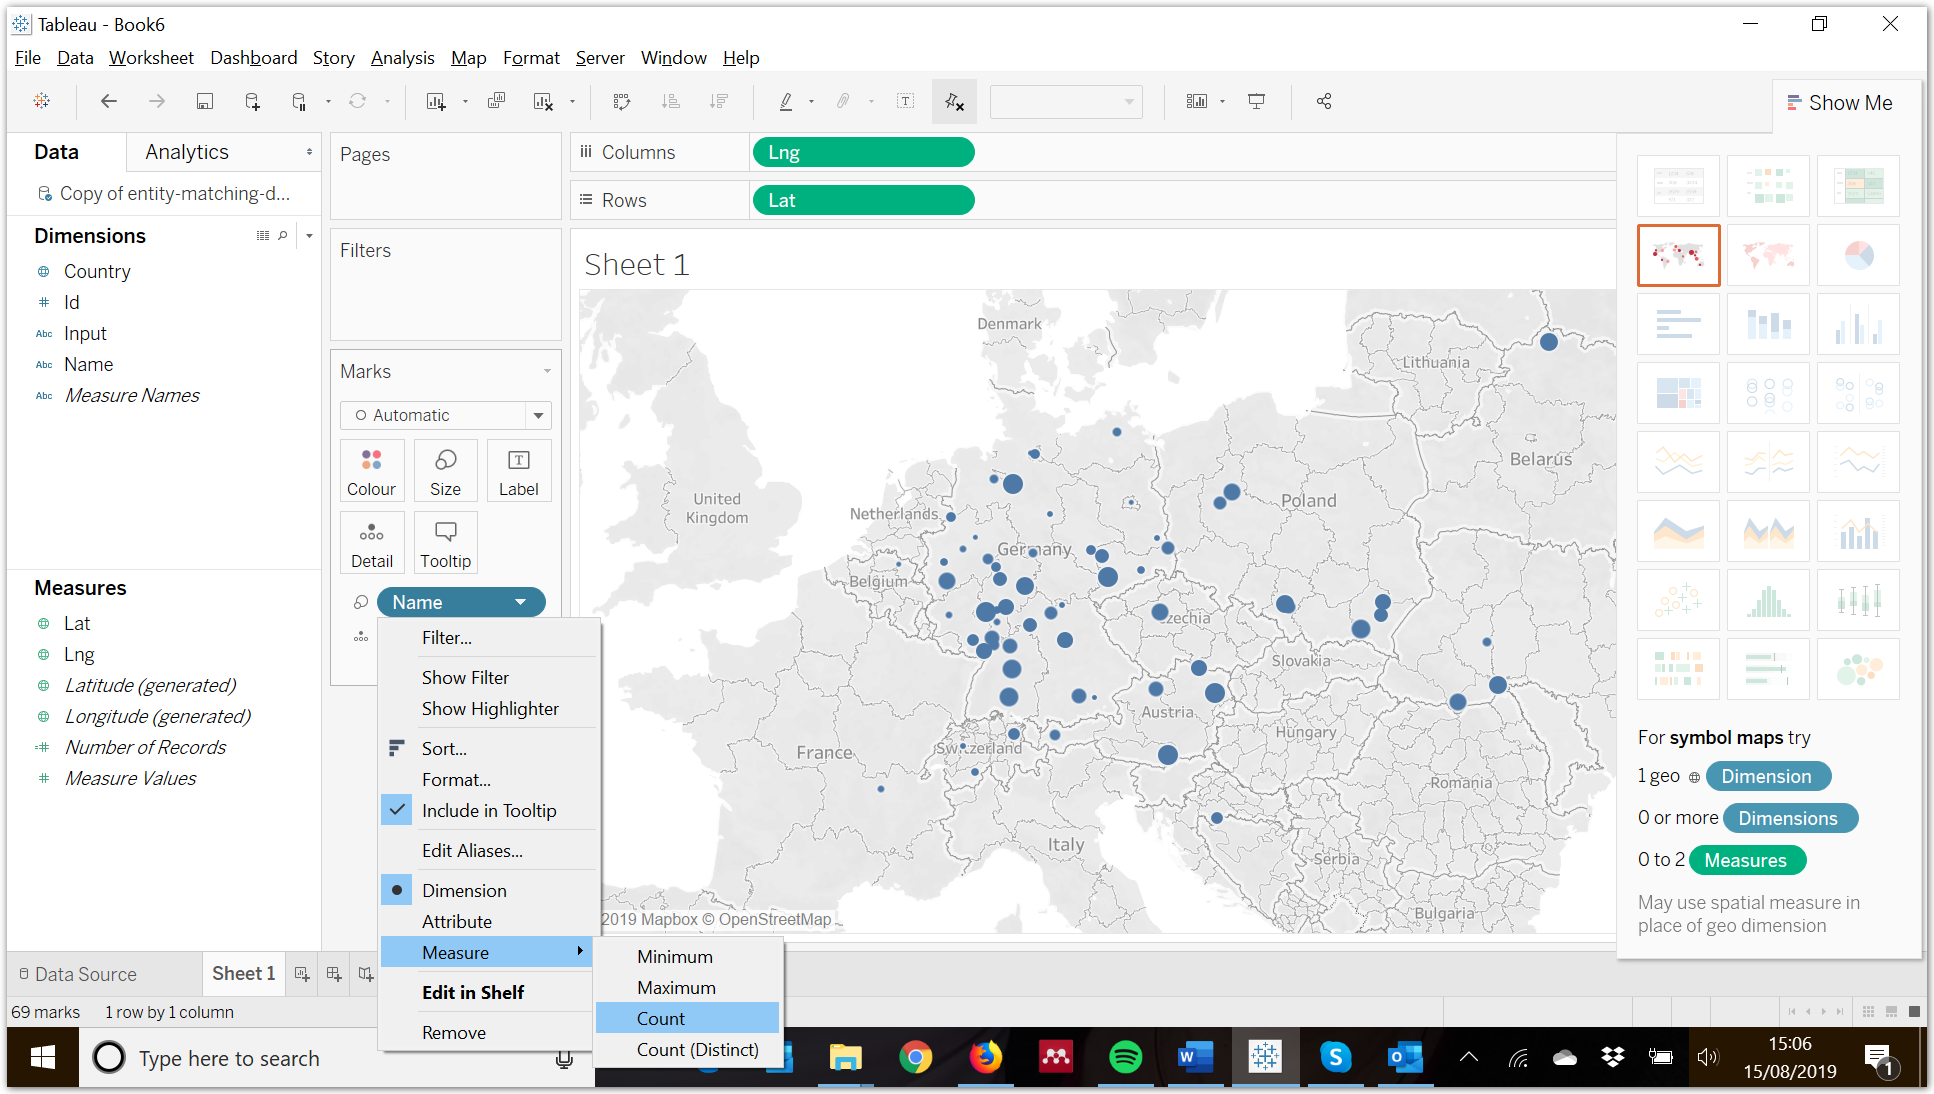 Tableau - Book6
File Data Worksheet Dashboard Story Analysis Map Format Server Window Help
Show Me
Data Analytics
Copy of entity-matching-d...
Dimensions
Country
Id
Abc Input
Abc Name
Abc Measure Names
Measures
Lat
Lng
Latitude (generated)
Longitude (generated)
Number of Records
Measure Values
Pages
Filters
Marks
Automatic
Colour Size Label
Detail Tooltip
Name
Filter...
Show Filter
Show Highlighter
Sort...
Format...
Include in Tooltip
Edit Aliases...
Dimension
Attribute
Measure
Edit in Shelf
Remove
Minimum
Maximum
Count
Count (Distinct)
Columns Lng
Rows Lat
Sheet 1
Denmark
Lithuania
Belarus
United
Kingdom
Netherlands
Poland
Germany
Belgium
Czechia
Slovakia
Austria
Hungary
France
Switzerland
Romania
Italy
Serbia
Bulgaria
2019 Mapbox © OpenStreetMap
For symbol maps try
1 geo Dimension
0 or more Dimensions
0 to 2 Measures
May use spatial measure in
place of geo dimension
Data Source Sheet 1
69 marks 1 row by 1 column
Type here to search
15:06
15/08/2019
1